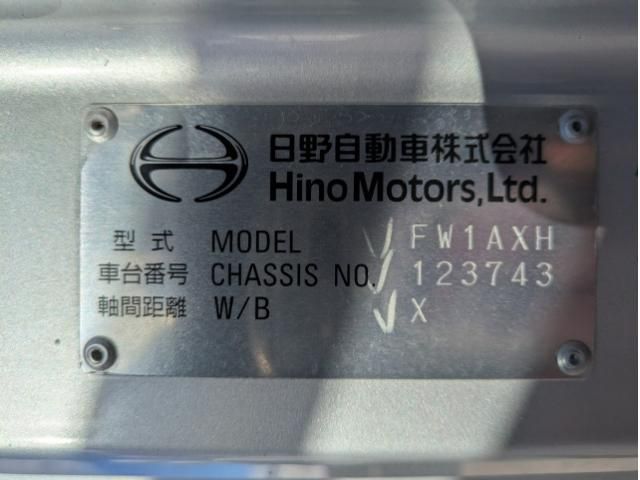 日野自動車株式会社
Hino Motors, Ltd.
型式 MODEL FW1AXH
車台番号 CHASSIS NO. 123743
軸間距離 W/B X